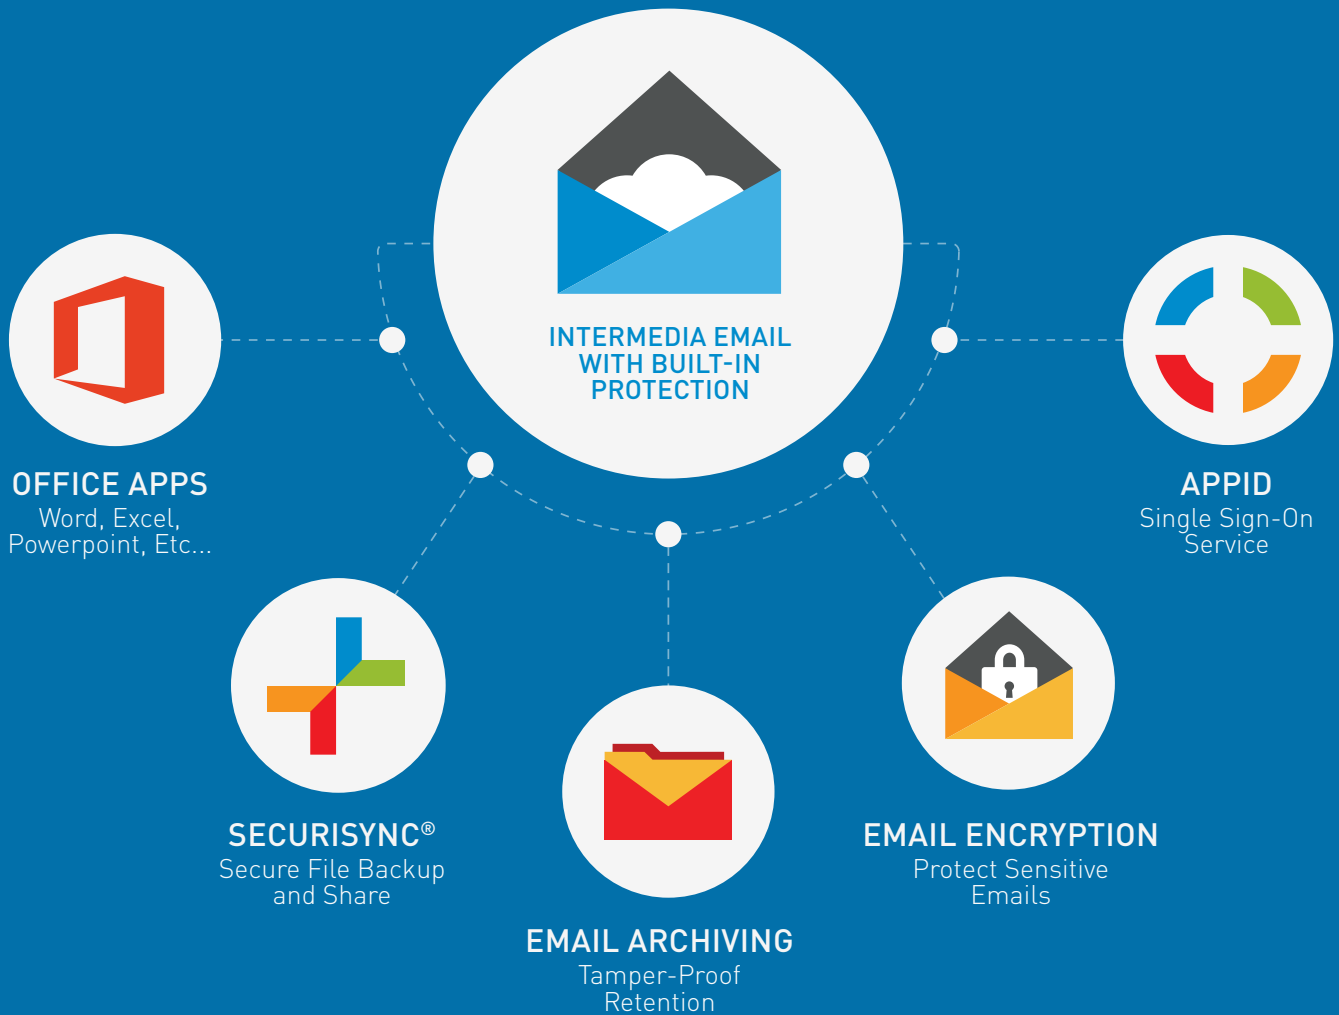 INTERMEDIA EMAIL
WITH BUILT-IN
PROTECTION
OFFICE APPS
Word, Excel,
Powerpoint, Etc...
APPID
Single Sign-On
Service
SECURISYNC®
Secure File Backup
and Share
EMAIL ENCRYPTION
Protect Sensitive
Emails
EMAIL ARCHIVING
Tamper-Proof
Retention